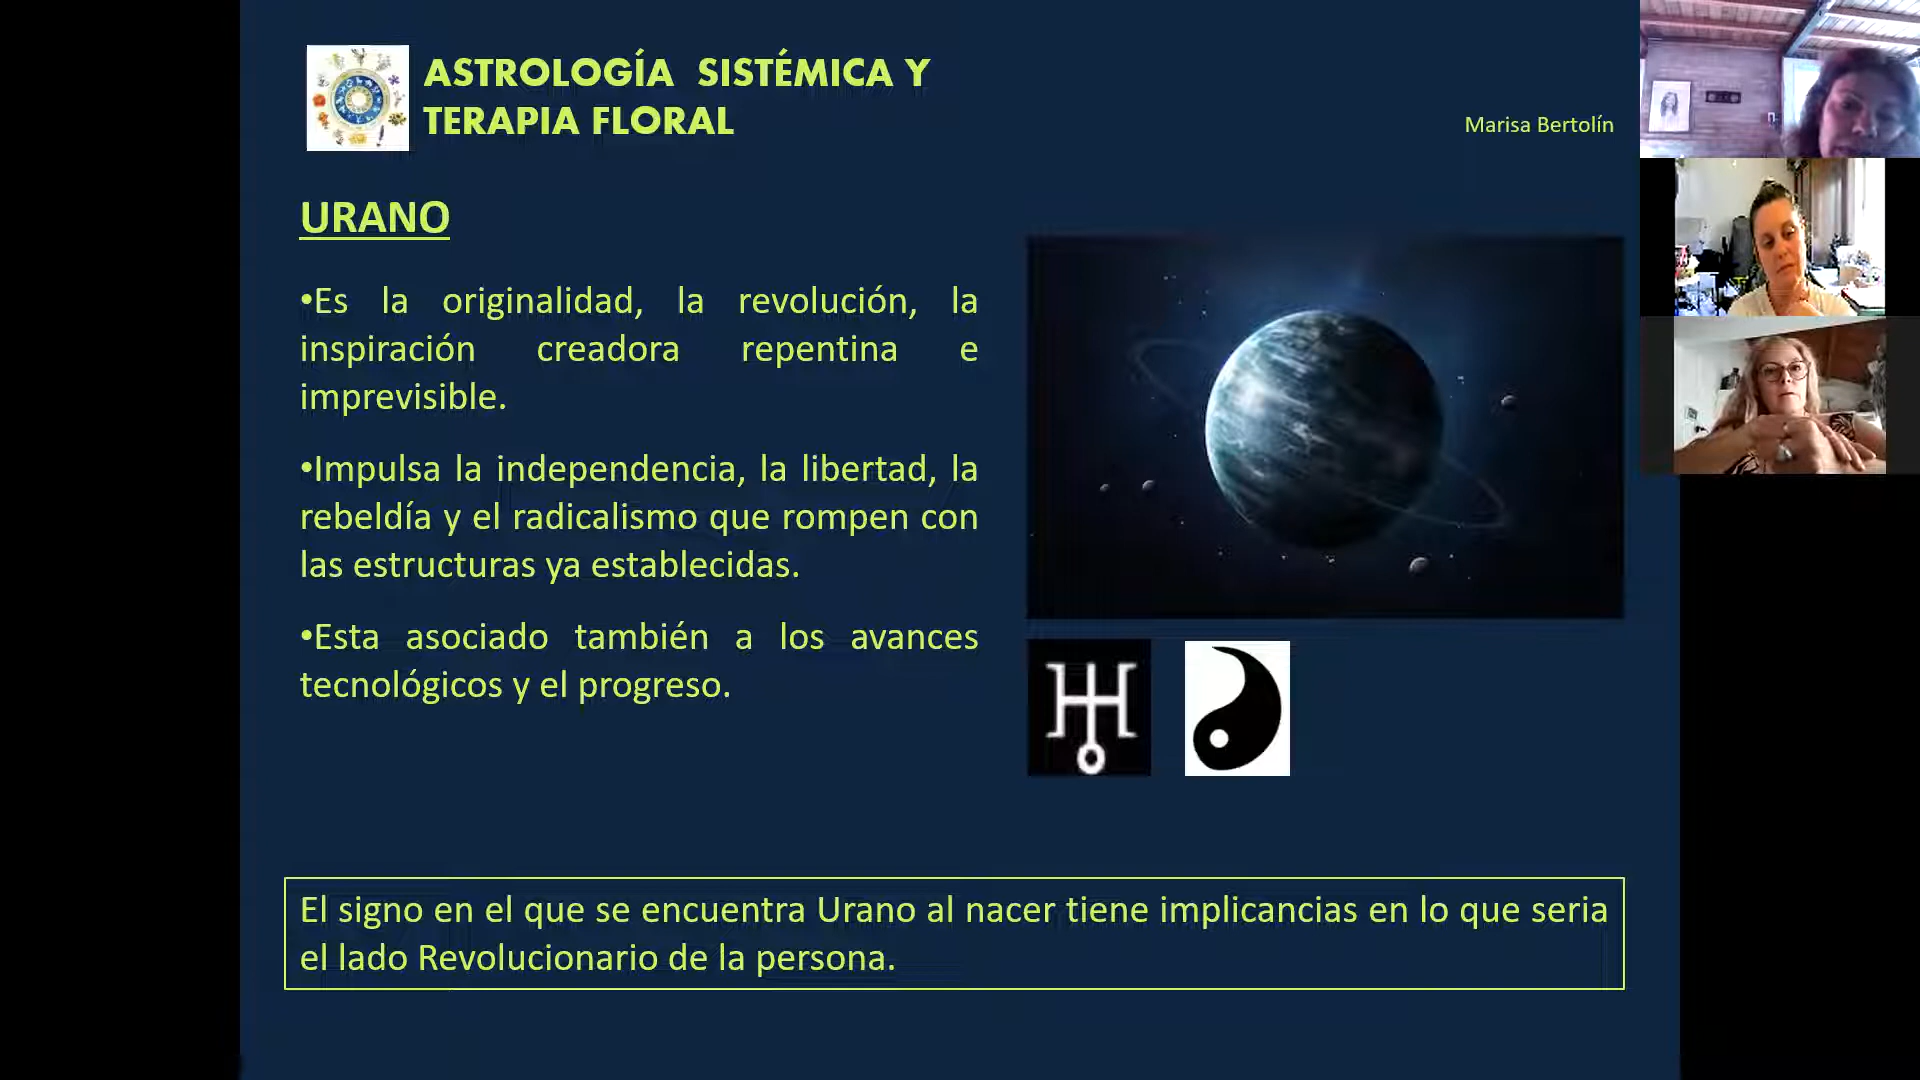 ASTROLOGÍA SISTÉMICA Y
TERAPIA FLORAL
Marisa Bertolín
URANO
•Es la originalidad, la revolución, la
inspiración creadora repentina e
imprevisible.
•Impulsa la independencia, la libertad, la
rebeldía y el radicalismo que rompen con
las estructuras ya establecidas.
•Esta asociado también a los avances
tecnológicos y el progreso.
El signo en el que se encuentra Urano al nacer tiene implicancias en lo que seria
el lado Revolucionario de la persona.